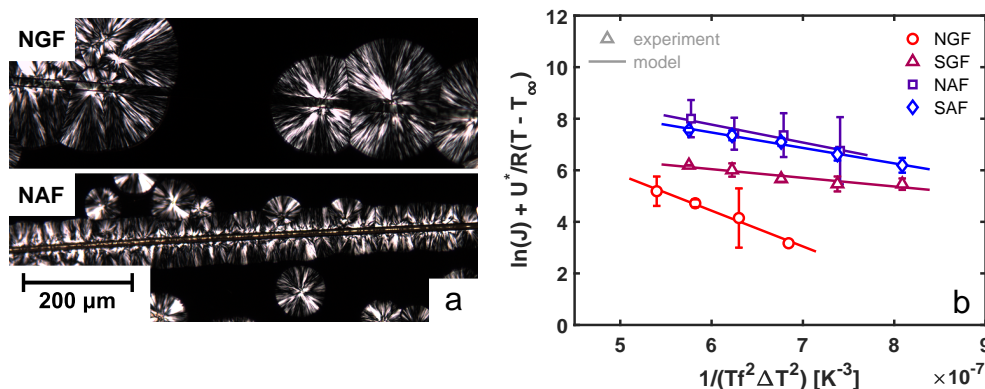 NGF
NAF
200 µm
a
ln(J) + U*/R(T - T∞)
12
10
8
6
4
2
0
experiment
model
NGF
SGF
NAF
SAF
b
5
6
7
8
9
×10⁻⁷
1/(Tf²ΔT²) [K⁻³]